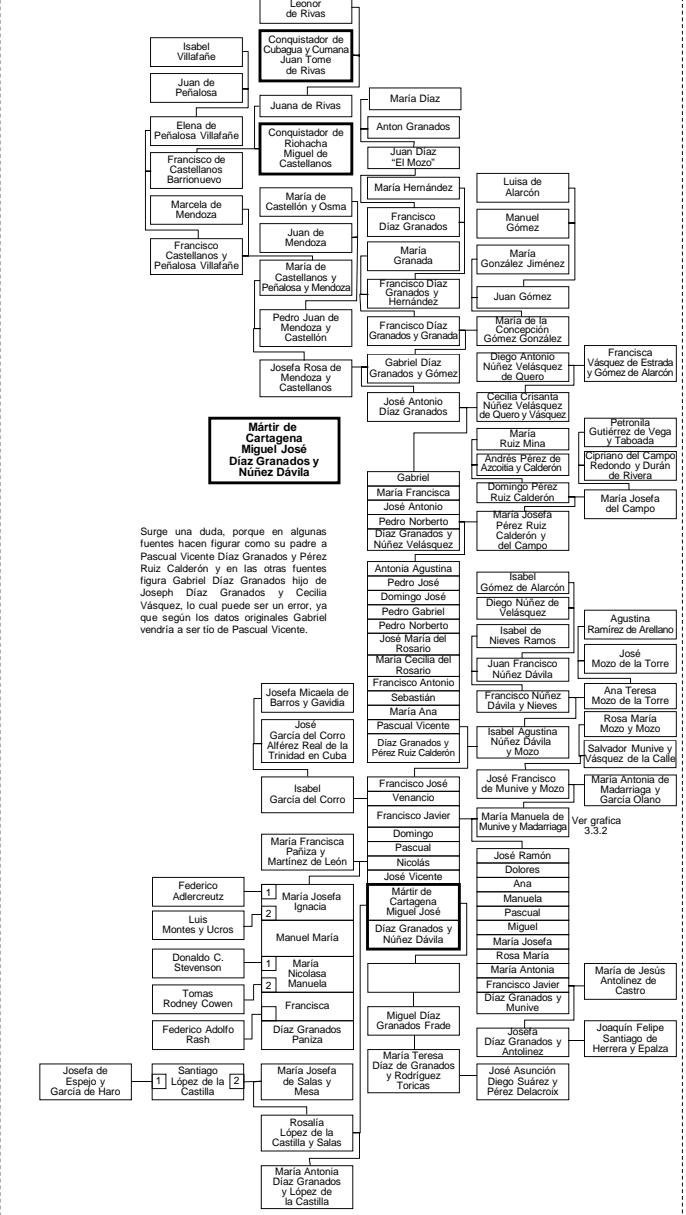 Leonor
de Rivas
Conquistador de
Cubagua y Cumana
Juan Tome
de Rivas
Isabel
Villafañe
Juan de
Peñalosa
Juana de Rivas
María Díaz
Elena de
Peñalosa Villafañe
Conquistador de
Riohacha
Miguel de
Castellanos
Anton Granados
Francisco de
Castellanos
Barrionuevo
Juan Díaz
“El Mozo”
María de
Castellón y Osma
María Hernández
Luisa de
Alarcón
Marcela de
Mendoza
Francisco
Díaz Granados
Manuel
Gómez
Juan de
Mendoza
Francisco
Castellanos y
Peñalosa Villafañe
María
Granada
María
González Jiménez
María de
Castellanos y
Peñalosa y Mendoza
Francisco Díaz
Granados y
Hernández
Juan Gómez
Pedro Juan de
Mendoza y
Castellón
Francisco Díaz
Granados y Granada
María de la
Concepción
Gómez González
Josefa Rosa de
Mendoza y
Castellanos
Gabriel Díaz
Granados y Gómez
Diego Antonio
Núñez Velásquez
de Quero
Francisca
Vásquez de Estrada
y Gómez de Alarcón
José Antonio
Díaz Granados
Cecilia Crisanta
Núñez Velásquez
de Quero y Vásquez
Mártir de
Cartagena
Miguel José
Díaz Granados y
Núñez Dávila
María
Ruiz Mina
Petronila
Gutiérrez de Vega
y Taboada
Andrés Pérez de
Azcoitia y Calderón
Cipriano del Campo
Redondo y Durán
de Rivera
Domingo Pérez
Ruiz Calderón
María Josefa
del Campo
Gabriel
María Francisca
José Antonio
Pedro Norberto
Díaz Granados y
Núñez Velásquez
María Josefa
Pérez Ruiz
Calderón y
del Campo
Surge una duda, porque en algunas
fuentes hacen figurar como su padre a
Pascual Vicente Díaz Granados y Pérez
Ruiz Calderón y en las otras fuentes
figura Gabriel Díaz Granados hijo de
Joseph Díaz Granados y Cecilia
Vásquez, lo cual puede ser un error, ya
que según los datos originales Gabriel
vendría a ser tío de Pascual Vicente.
Antonia Agustina
Pedro José
Domingo José
Pedro Gabriel
Pedro Norberto
José María del
Rosario
María Cecilia del
Rosario
Francisco Antonio
Sebastián
María Ana
Pascual Vicente
Díaz Granados y
Pérez Ruiz Calderón
Isabel
Gómez de Alarcón
Diego Núñez de
Velásquez
Isabel de
Nieves Ramos
Agustina
Ramírez de Arellano
Juan Francisco
Núñez Dávila
José
Mozo de la Torre
Francisco Núñez
Dávila y Nieves
Ana Teresa
Mozo de la Torre
Isabel Agustina
Núñez Dávila
y Mozo
Rosa María
Mozo y Mozo
Salvador Munive y
Vásquez de la Calle
José Francisco
de Munive y Mozo
María Antonia de
Madarriaga y
García Olano
Josefa Micaela de
Barros y Gavidia
José
García del Corro
Alférez Real de la
Trinidad en Cuba
Isabel
García del Corro
Francisco José
Venancio
Francisco Javier
Domingo
Pascual
Nicolás
José Vicente
Mártir de
Cartagena
Miguel José
Díaz Granados y
Núñez Dávila
María Manuela de
Munive y Madarriaga
Ver grafica
3.3.2
María Francisca
Pañiza y
Martínez de León
José Ramón
Dolores
Ana
Manuela
Pascual
Miguel
María Josefa
Rosa María
María Antonia
Francisco Javier
Díaz Granados y
Munive
Federico
Adlercreutz
1
María Josefa
Ignacia
2
Luis
Montes y Ucros
Manuel María
Donaldo C.
Stevenson
1
María
Nicolasa
Manuela
2
Tomas
Rodney Cowen
Francisca
Federico Adolfo
Rash
Díaz Granados
Paniza
María de Jesús
Antolinez de
Castro
Miguel Díaz
Granados Frade
Josefa
Díaz Granados y
Antolinez
Joaquín Felipe
Santiago de
Herrera y Epalza
María Teresa
Díaz de Granados
y Rodríguez
Toricas
José Asunción
Diego Suárez y
Pérez Delacroix
Josefa de
Espejo y
García de Haro
1
Santiago
López de la
Castilla
2
María Josefa
de Salas y
Mesa
Rosalía
López de la
Castilla y Salas
María Antonia
Díaz Granados
y López de
la Castilla